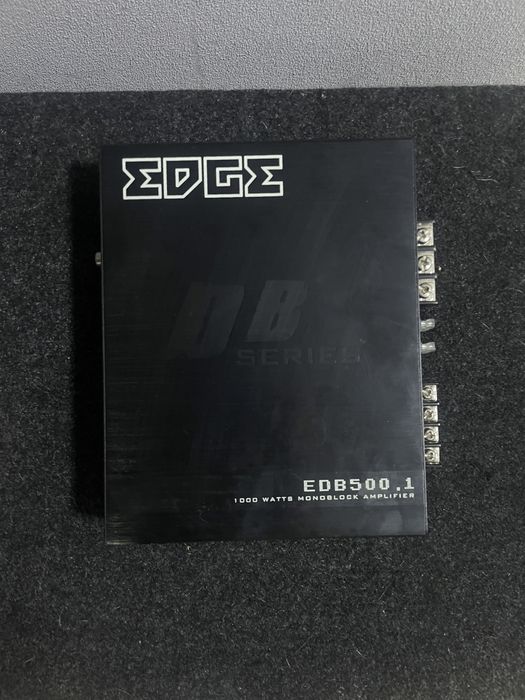 EDGE
DB
SERIES
EDB500.1
1000 WATTS MONOBLOCK AMPLIFIER